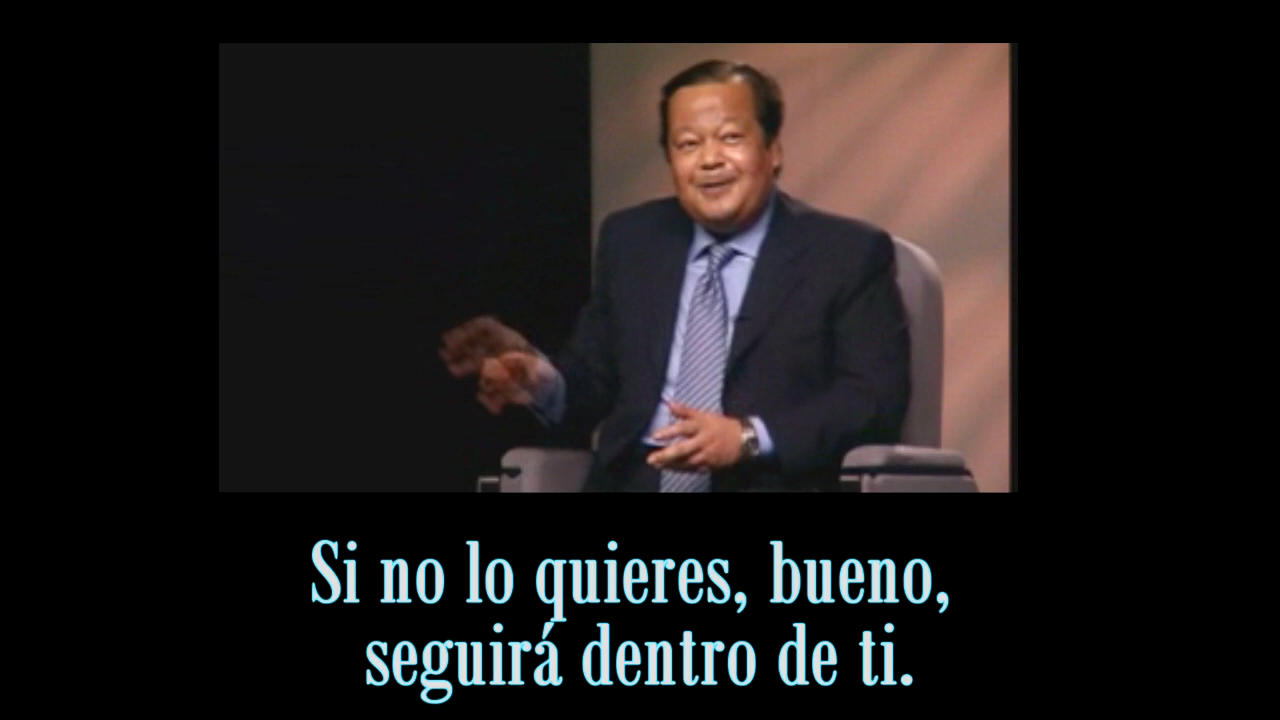 Si no lo quieres, bueno,
seguirá dentro de ti.